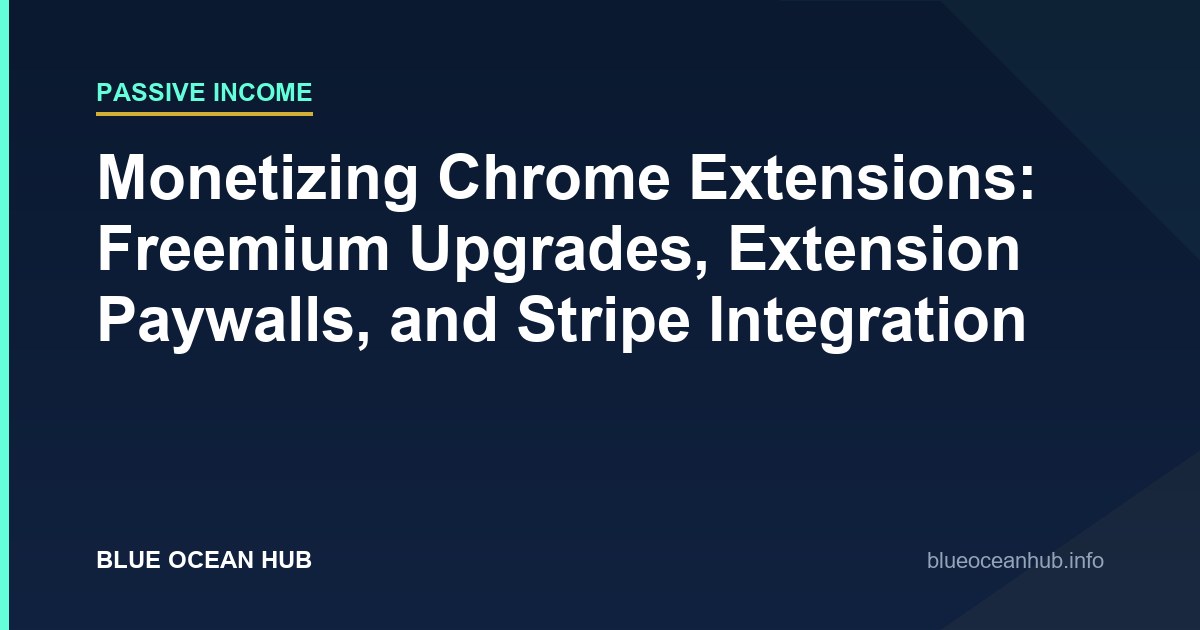 PASSIVE INCOME
Monetizing Chrome Extensions:
Freemium Upgrades, Extension
Paywalls, and Stripe Integration
BLUE OCEAN HUB
blueoceanhub.info